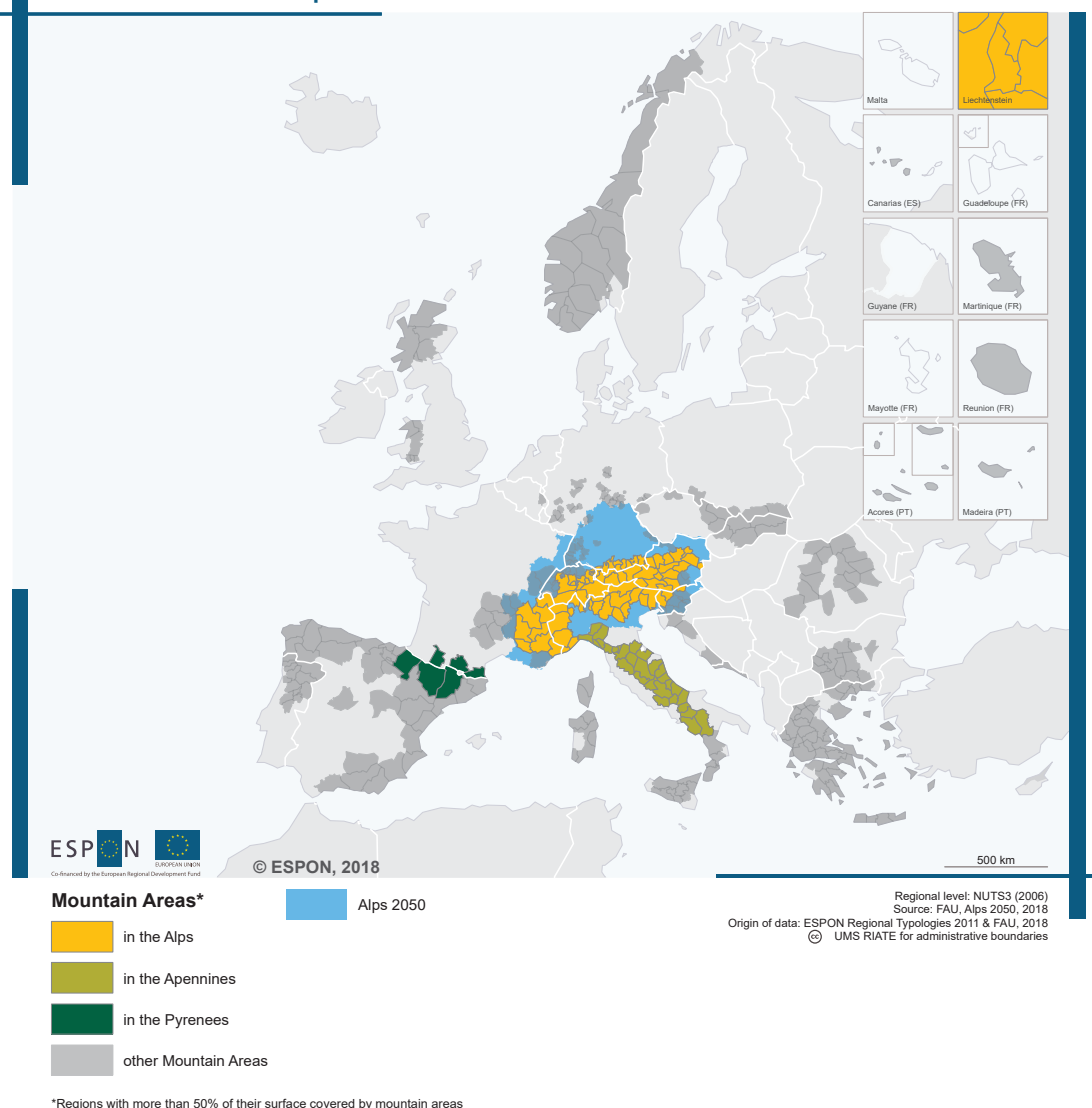 Malta
Liechtenstein
Canarias (ES)
Guadeloupe (FR)
Guyane (FR)
Martinique (FR)
Mayotte (FR)
Reunion (FR)
Acores (PT)
Madeira (PT)
ESPON
EUROPEAN UNION
Co-financed by the European Regional Development Fund
© ESPON, 2018
500 km
Mountain Areas*
Alps 2050
in the Alps
in the Apennines
in the Pyrenees
other Mountain Areas
Regional level: NUTS3 (2006)
Source: FAU, Alps 2050, 2018
Origin of data: ESPON Regional Typologies 2011 & FAU, 2018
cc UMS RIATE for administrative boundaries
*Regions with more than 50% of their surface covered by mountain areas